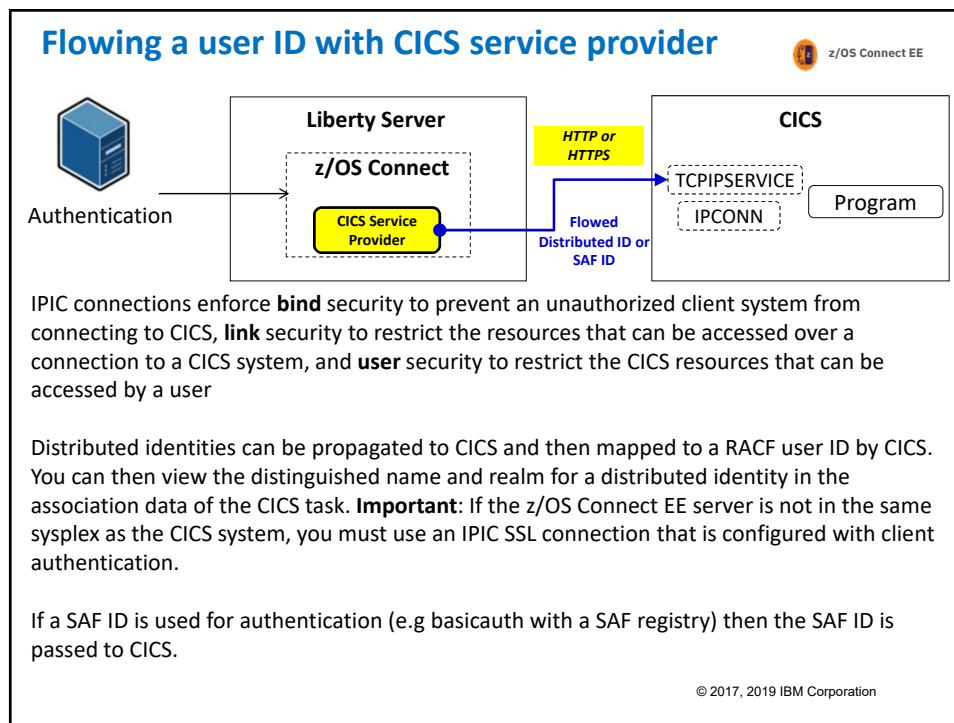 Flowing a user ID with CICS service provider
z/OS Connect EE
Liberty Server
z/OS Connect
CICS Service
Provider
Authentication
HTTP or
HTTPS
Flowed
Distributed ID or
SAF ID
CICS
TCPIPSERVICE
IPCONN
Program
IPIC connections enforce bind security to prevent an unauthorized client system from
connecting to CICS, link security to restrict the resources that can be accessed over a
connection to a CICS system, and user security to restrict the CICS resources that can be
accessed by a user
Distributed identities can be propagated to CICS and then mapped to a RACF user ID by CICS.
You can then view the distinguished name and realm for a distributed identity in the
association data of the CICS task. Important: If the z/OS Connect EE server is not in the same
sysplex as the CICS system, you must use an IPIC SSL connection that is configured with client
authentication.
If a SAF ID is used for authentication (e.g basicauth with a SAF registry) then the SAF ID is
passed to CICS.
© 2017, 2019 IBM Corporation